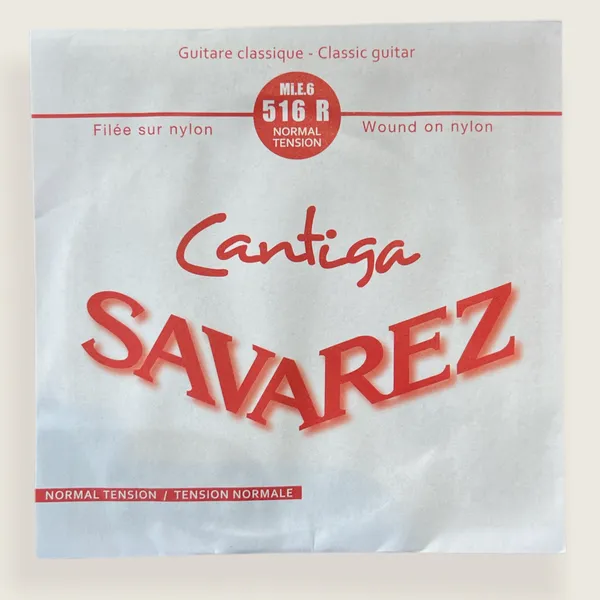 Guitare classique - Classic guitar
Mi.E.6
516 R
NORMAL
TENSION
Filée sur nylon
Wound on nylon
Cantiga
SAVAREZ
NORMAL TENSION / TENSION NORMALE